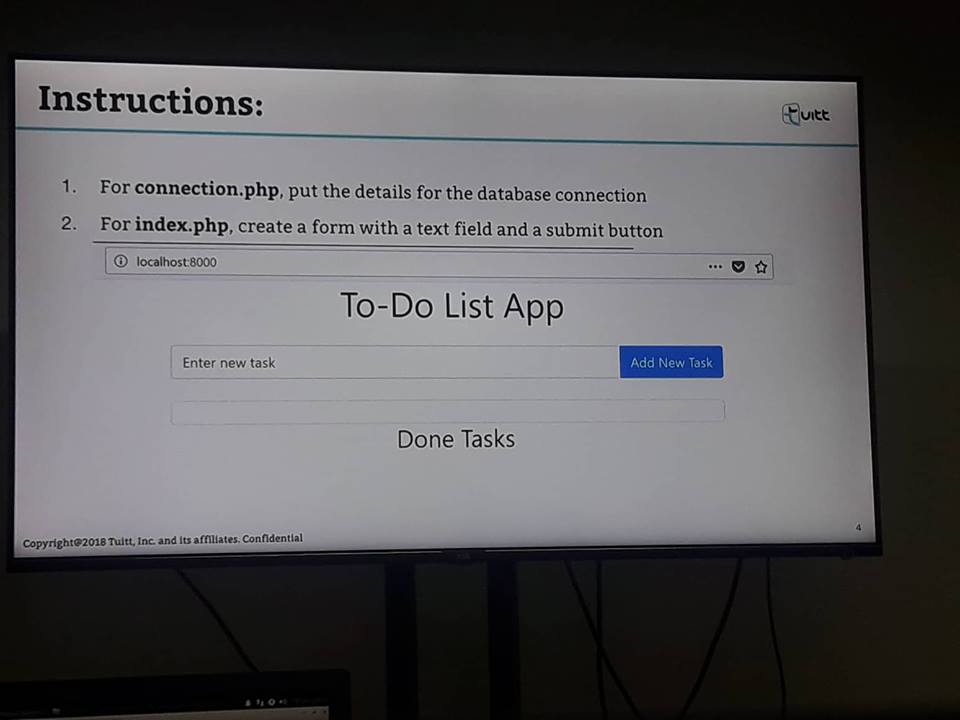 Instructions:
tuitt
1. For connection.php, put the details for the database connection
2. For index.php, create a form with a text field and a submit button
localhost:8000
To-Do List App
Enter new task
Add New Task
Done Tasks
4
Copyright@2018 Tuitt, Inc. and its affiliates. Confidential